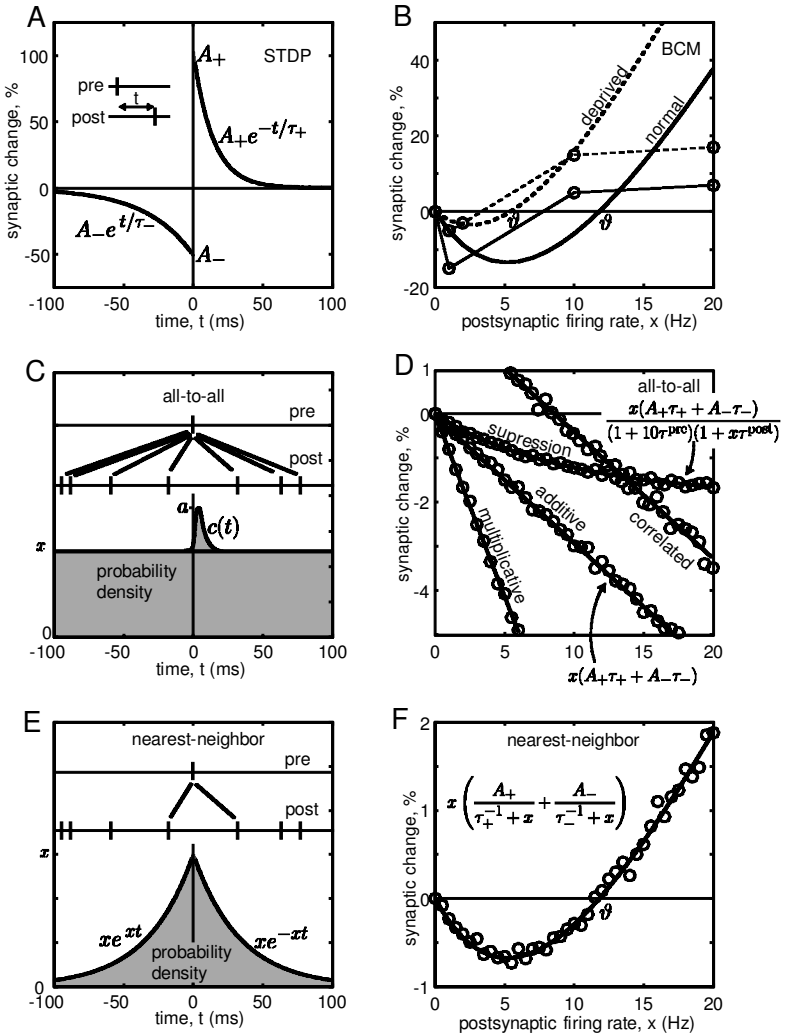 A
STDP
synaptic change, %
100
50
0
-50
A₊
pre
t
post
A₊e^{-t/τ₊}
A₋e^{t/τ₋}
A₋
-100 -50 0 50 100
time, t (ms)
B
BCM
synaptic change, %
40
20
0
-20
deprived
normal
ϑ
ϑ
0 5 10 15 20
postsynaptic firing rate, x (Hz)
C
all-to-all
pre
post
a
c(t)
x
probability
density
0
-100 -50 0 50 100
time, t (ms)
D
all-to-all
synaptic change, %
1
0
-2
-4
x(A₊τ₊ + A₋τ₋)
(1 + 10τ^{pre})(1 + xτ^{post})
supression
additive
correlated
multiplicative
0 5 10 15 20
x(A₊τ₊ + A₋τ₋)
E
nearest-neighbor
pre
post
x
xe^{xt}
xe^{-xt}
probability
density
0
-100 -50 0 50 100
time, t (ms)
F
nearest-neighbor
synaptic change, %
2
1
0
-1
x(A₊/(τ₊⁻¹ + x) + A₋/(τ₋⁻¹ + x))
ϑ
0 5 10 15 20
postsynaptic firing rate, x (Hz)